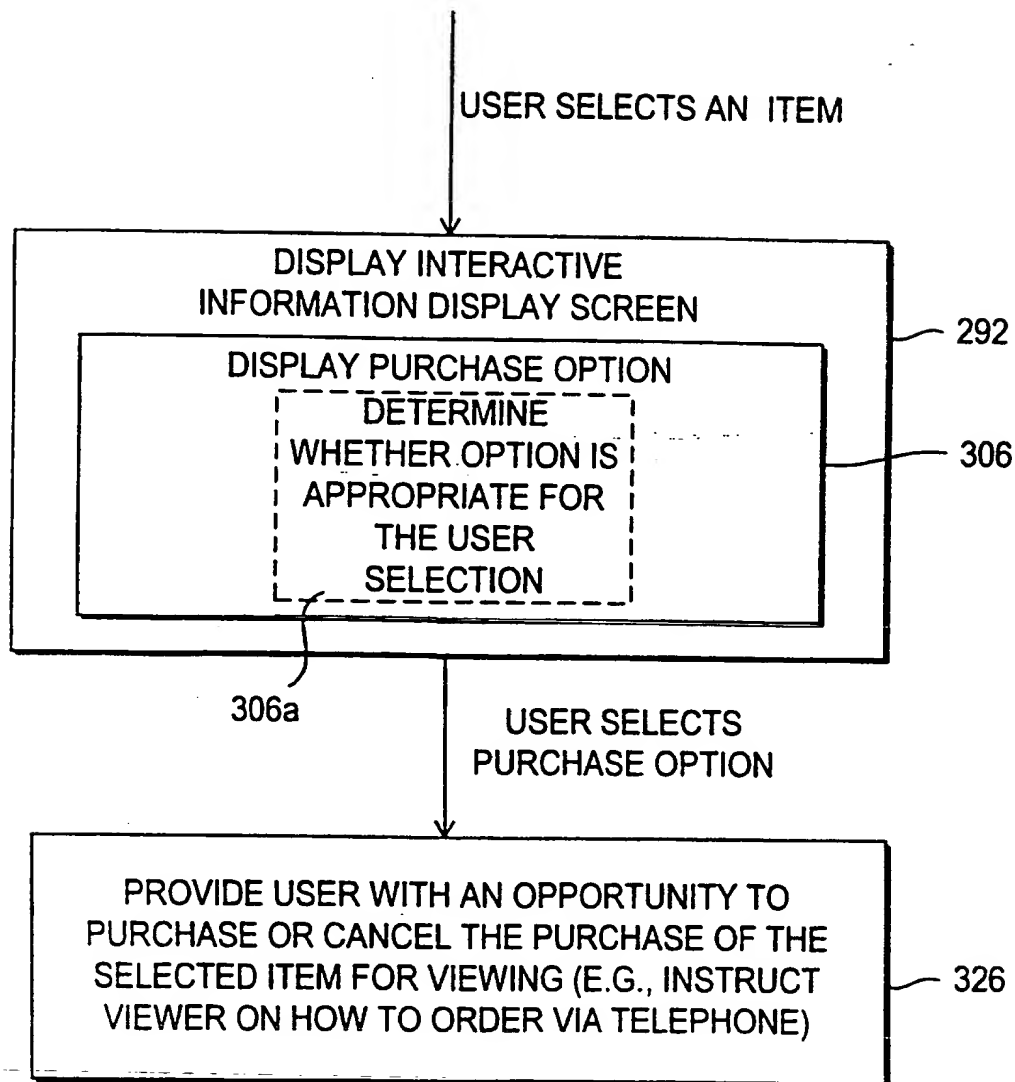 USER SELECTS AN ITEM
DISPLAY INTERACTIVE
INFORMATION DISPLAY SCREEN
292
DISPLAY PURCHASE OPTION
DETERMINE
WHETHER OPTION IS
APPROPRIATE FOR
THE USER
SELECTION
306
306a
USER SELECTS
PURCHASE OPTION
PROVIDE USER WITH AN OPPORTUNITY TO
PURCHASE OR CANCEL THE PURCHASE OF THE
SELECTED ITEM FOR VIEWING (E.G., INSTRUCT
VIEWER ON HOW TO ORDER VIA TELEPHONE)
326